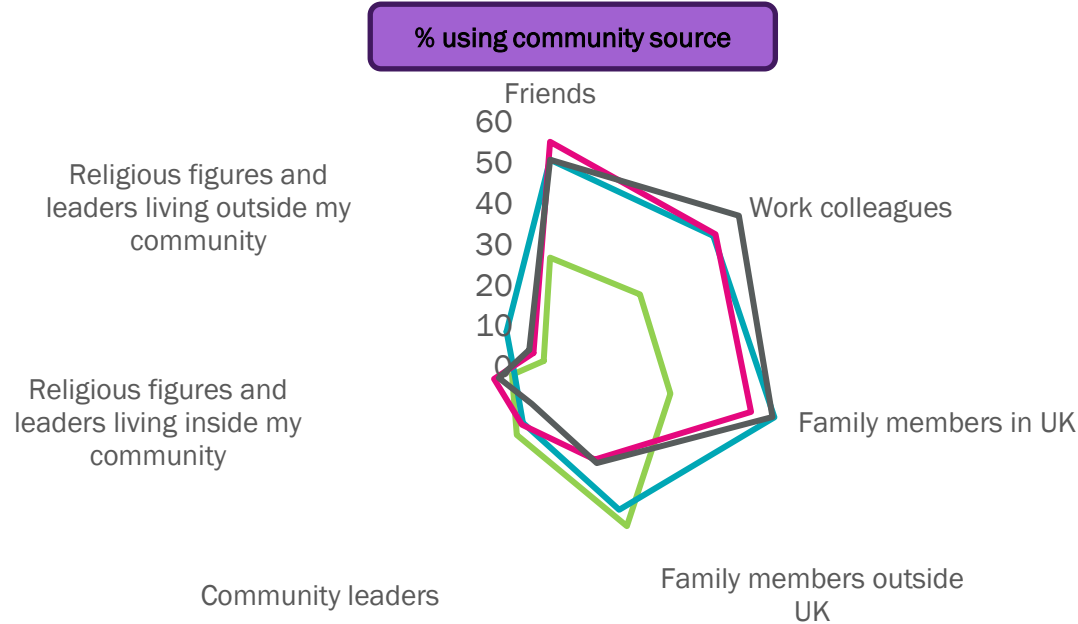 % using community source
Friends
60
50
40
30
20
10
0
Religious figures and
leaders living outside my
community
Work colleagues
Religious figures and
leaders living inside my
community
Family members in UK
Community leaders
Family members outside
UK